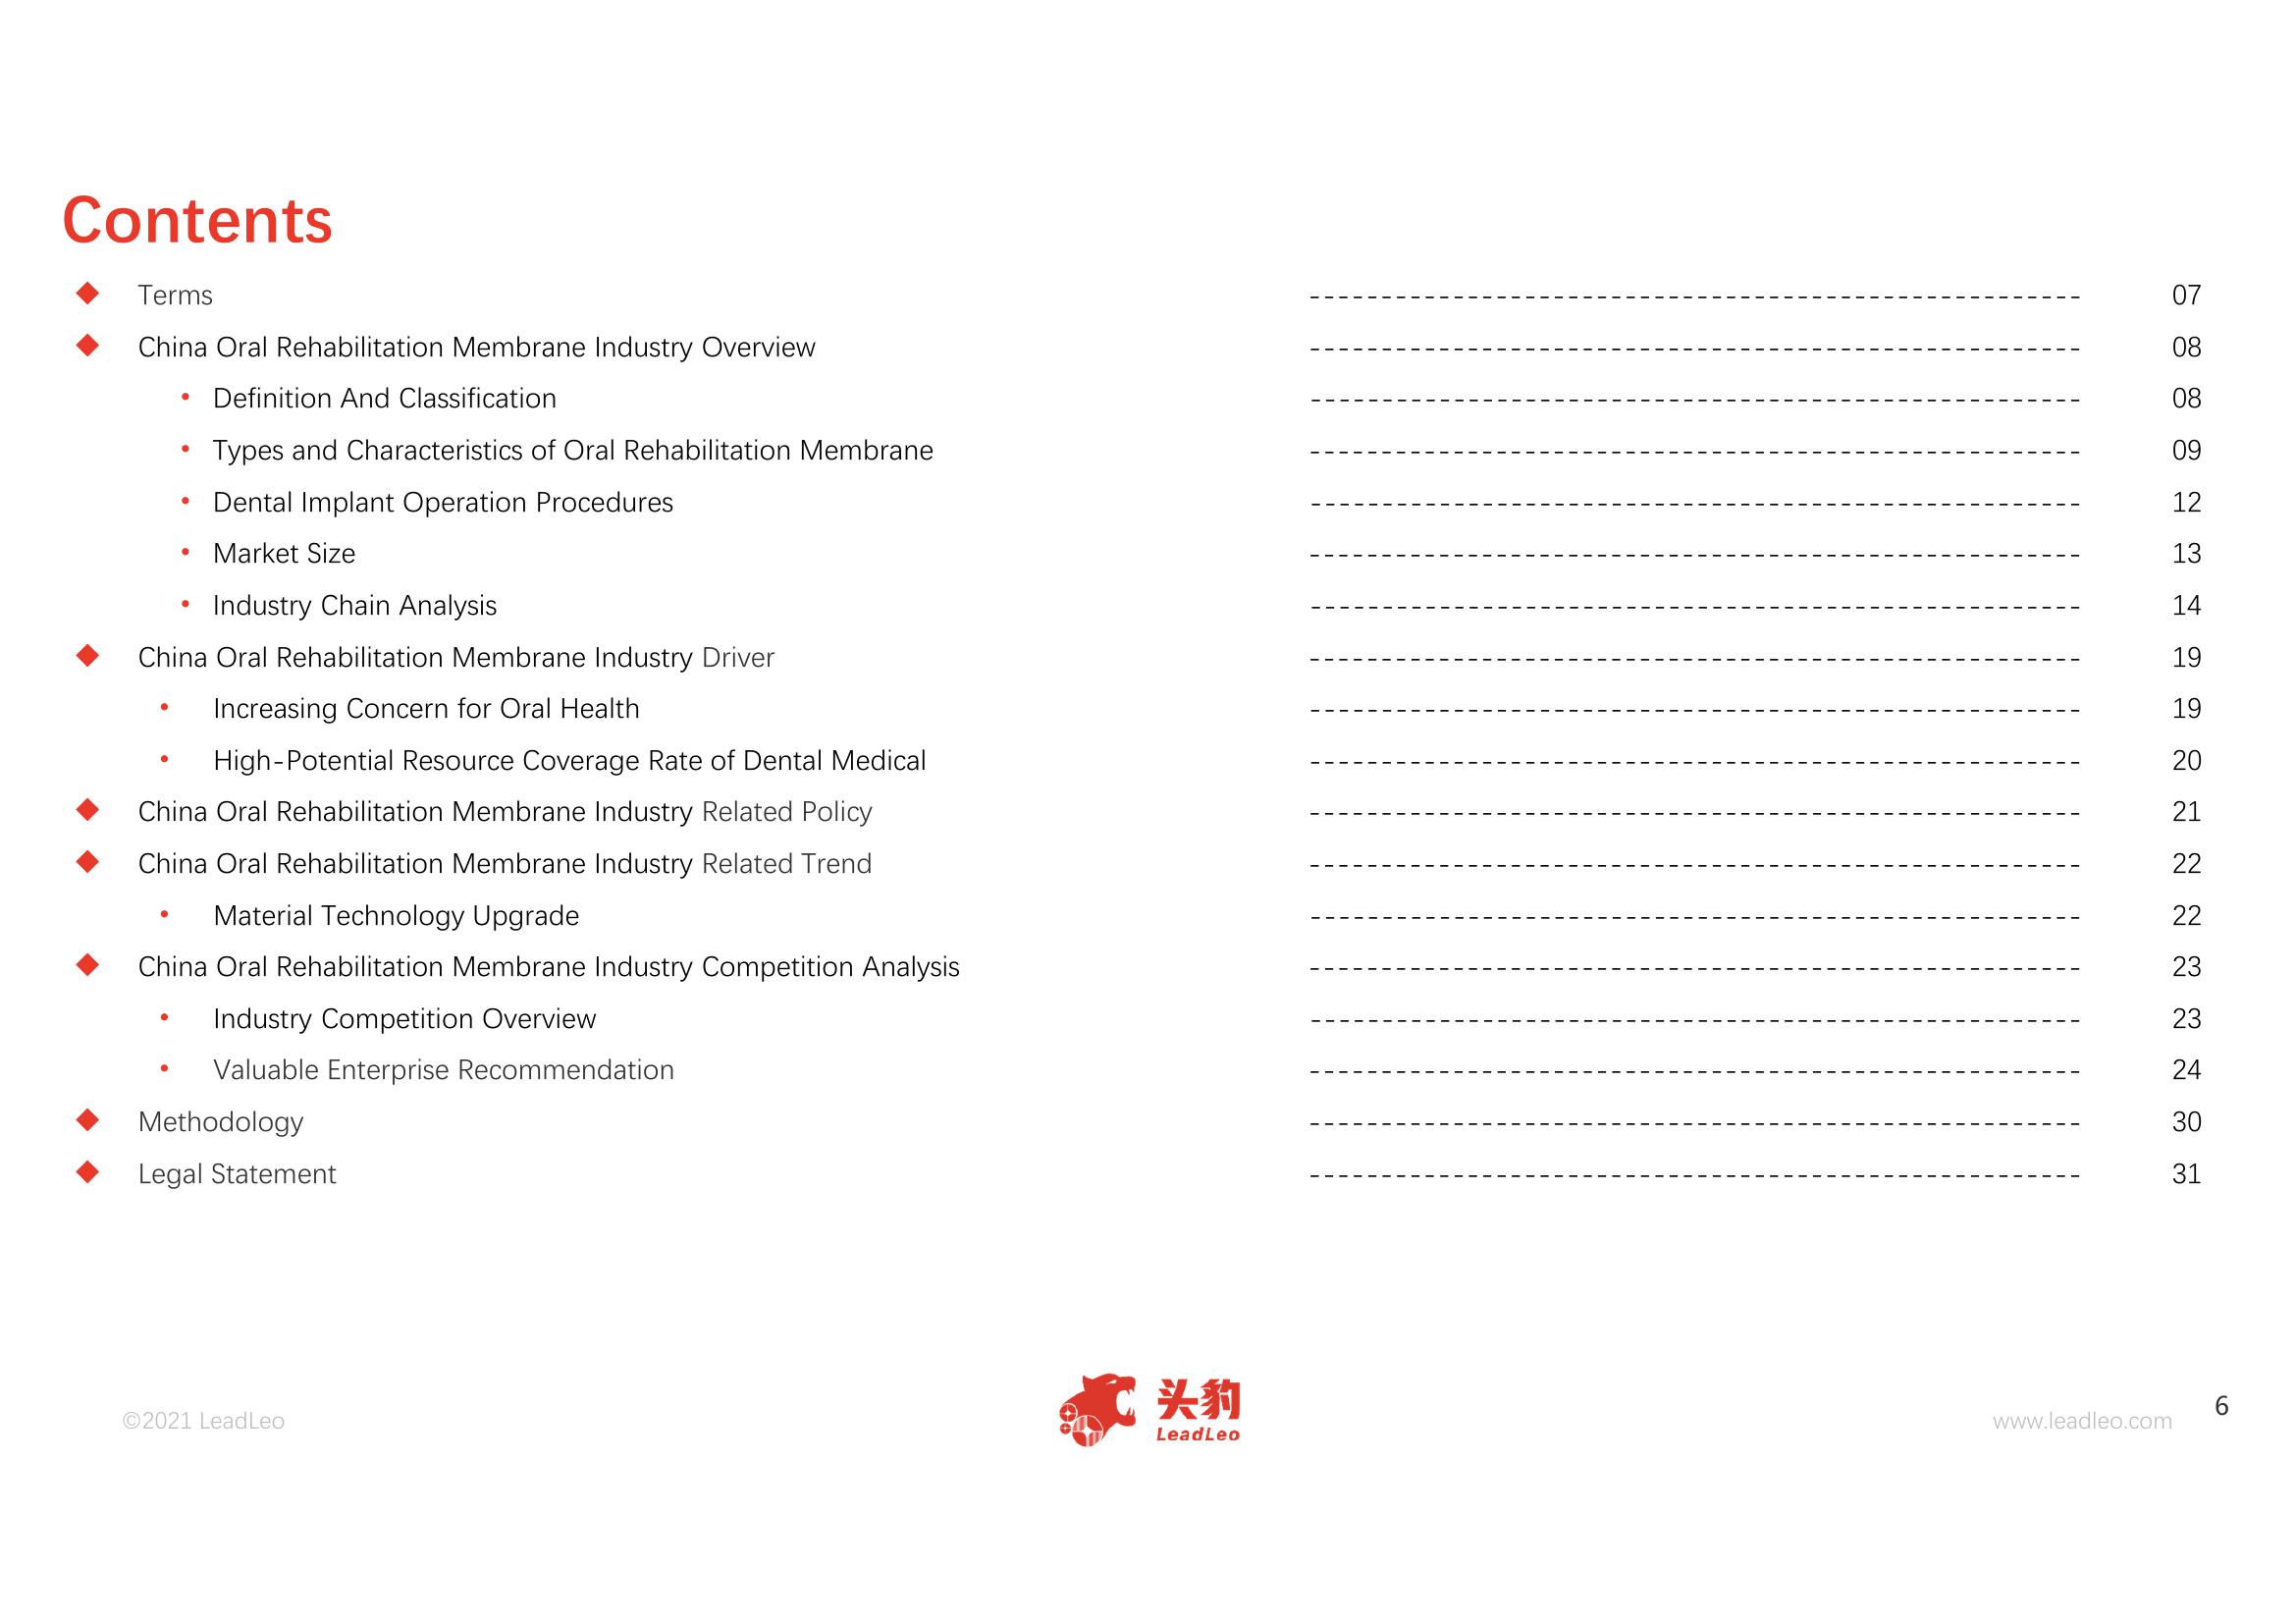 Contents
◆ Terms ------------------------------------------------------ 07
◆ China Oral Rehabilitation Membrane Industry Overview ------------------------------------------------------ 08
• Definition And Classification ------------------------------------------------------ 08
• Types and Characteristics of Oral Rehabilitation Membrane ------------------------------------------------------ 09
• Dental Implant Operation Procedures ------------------------------------------------------ 12
• Market Size ------------------------------------------------------ 13
• Industry Chain Analysis ------------------------------------------------------ 14
◆ China Oral Rehabilitation Membrane Industry Driver ------------------------------------------------------ 19
• Increasing Concern for Oral Health ------------------------------------------------------ 19
• High-Potential Resource Coverage Rate of Dental Medical ------------------------------------------------------ 20
◆ China Oral Rehabilitation Membrane Industry Related Policy ------------------------------------------------------ 21
◆ China Oral Rehabilitation Membrane Industry Related Trend ------------------------------------------------------ 22
• Material Technology Upgrade ------------------------------------------------------ 22
◆ China Oral Rehabilitation Membrane Industry Competition Analysis ------------------------------------------------------ 23
• Industry Competition Overview ------------------------------------------------------ 23
• Valuable Enterprise Recommendation ------------------------------------------------------ 24
◆ Methodology ------------------------------------------------------ 30
◆ Legal Statement ------------------------------------------------------ 31
©2021 LeadLeo
头豹
LeadLeo
www.leadleo.com
6